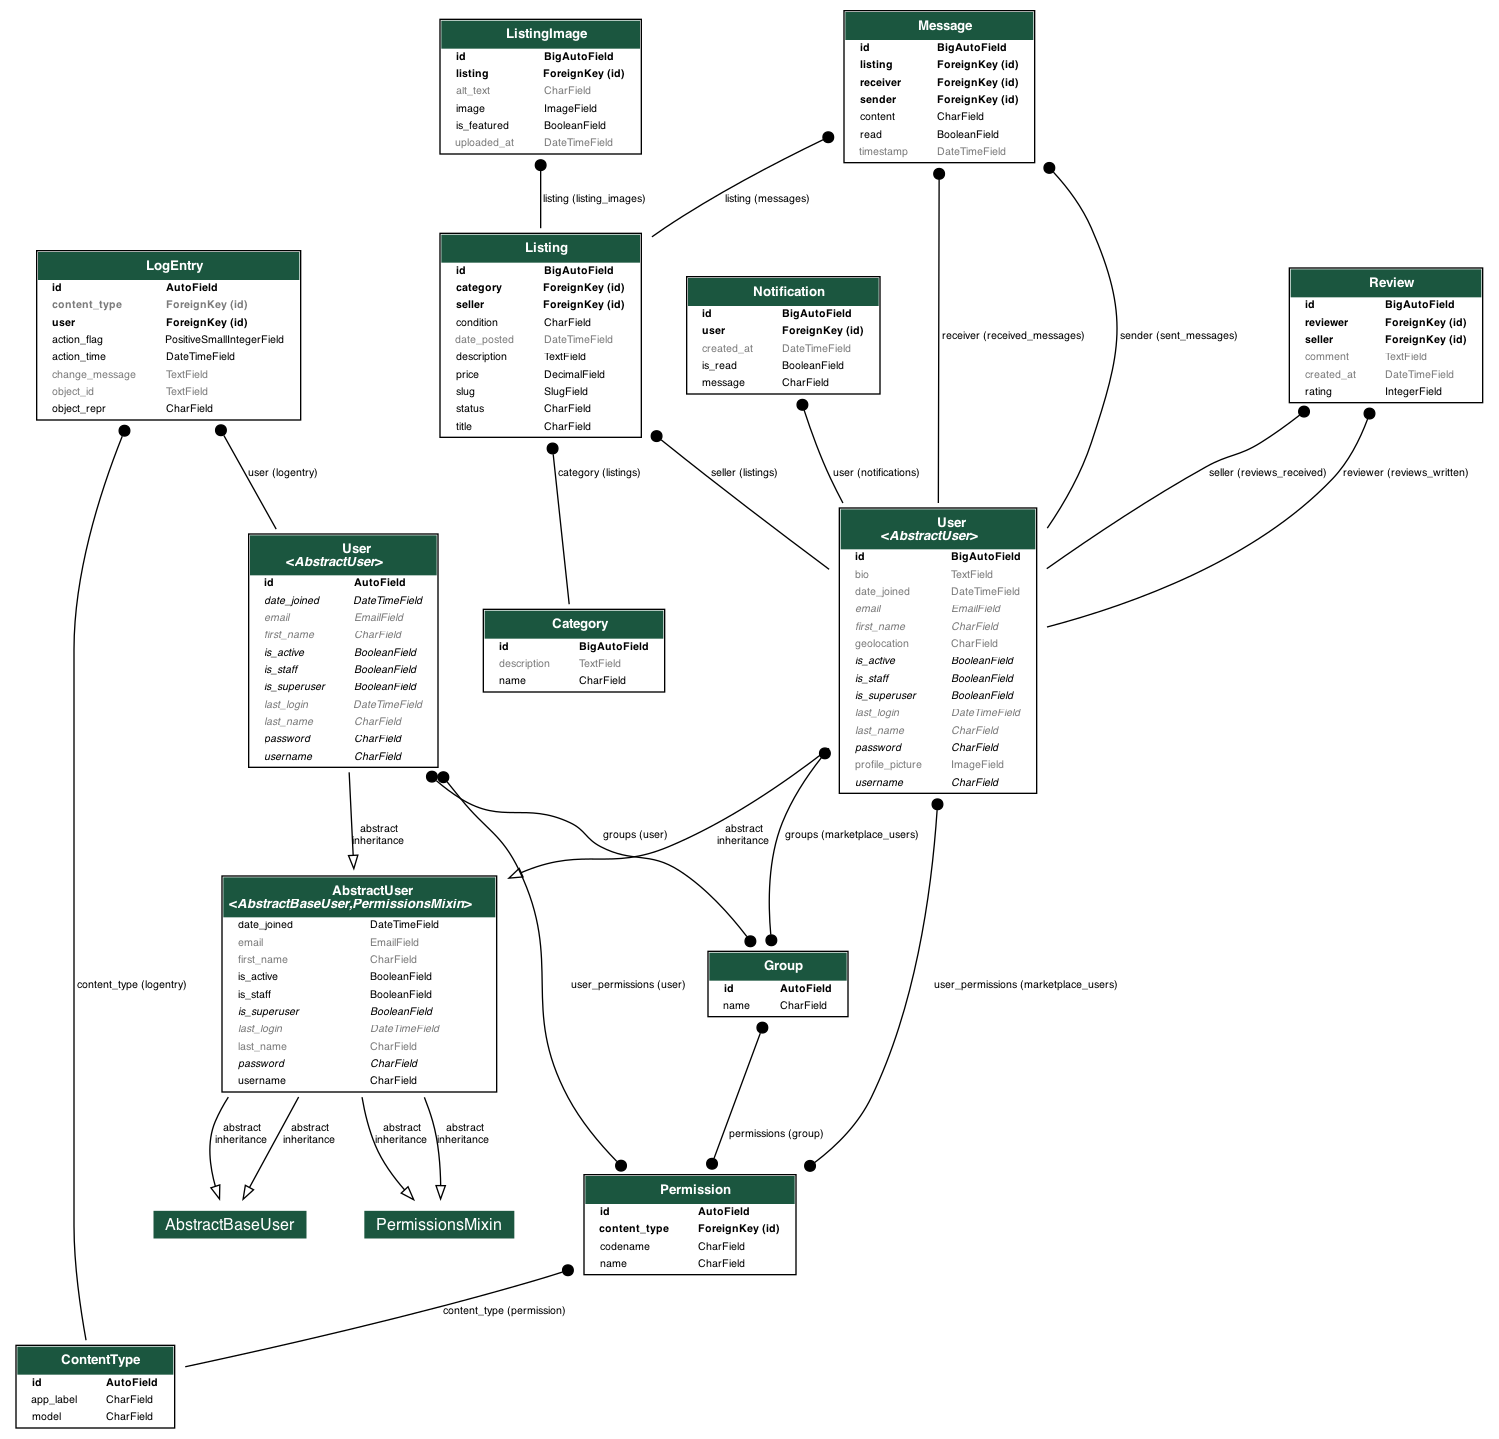 ListingImage
id BigAutoField
listing ForeignKey (id)
alt_text CharField
image ImageField
is_featured BooleanField
uploaded_at DateTimeField
Message
id BigAutoField
listing ForeignKey (id)
receiver ForeignKey (id)
sender ForeignKey (id)
content CharField
read BooleanField
timestamp DateTimeField
listing (listing_images)
listing (messages)
LogEntry
id AutoField
content_type ForeignKey (id)
user ForeignKey (id)
action_flag PositiveSmallIntegerField
action_time DateTimeField
change_message TextField
object_id TextField
object_repr CharField
Listing
id BigAutoField
category ForeignKey (id)
seller ForeignKey (id)
condition CharField
date_posted DateTimeField
description TextField
price DecimalField
slug SlugField
status CharField
title CharField
Notification
id BigAutoField
user ForeignKey (id)
created_at DateTimeField
is_read BooleanField
message CharField
receiver (received_messages)
sender (sent_messages)
Review
id BigAutoField
reviewer ForeignKey (id)
seller ForeignKey (id)
comment TextField
created_at DateTimeField
rating IntegerField
user (logentry)
category (listings)
seller (listings)
user (notifications)
seller (reviews_received)
reviewer (reviews_written)
User
<AbstractUser>
id AutoField
date_joined DateTimeField
email EmailField
first_name CharField
is_active BooleanField
is_staff BooleanField
is_superuser BooleanField
last_login DateTimeField
last_name CharField
password CharField
username CharField
Category
id BigAutoField
description TextField
name CharField
User
<AbstractUser>
id BigAutoField
bio TextField
date_joined DateTimeField
email EmailField
first_name CharField
geolocation CharField
is_active BooleanField
is_staff BooleanField
is_superuser BooleanField
last_login DateTimeField
last_name CharField
password CharField
profile_picture ImageField
username CharField
abstract
inheritance
groups (user)
abstract
inheritance
groups (marketplace_users)
AbstractUser
<AbstractBaseUser,PermissionsMixin>
date_joined DateTimeField
email EmailField
first_name CharField
is_active BooleanField
is_staff BooleanField
is_superuser BooleanField
last_login DateTimeField
last_name CharField
password CharField
username CharField
content_type (logentry)
user_permissions (user)
Group
id AutoField
name CharField
user_permissions (marketplace_users)
abstract
inheritance
abstract
inheritance
abstract
inheritance
abstract
inheritance
permissions (group)
AbstractBaseUser
PermissionsMixin
Permission
id AutoField
content_type ForeignKey (id)
codename CharField
name CharField
content_type (permission)
ContentType
id AutoField
app_label CharField
model CharField